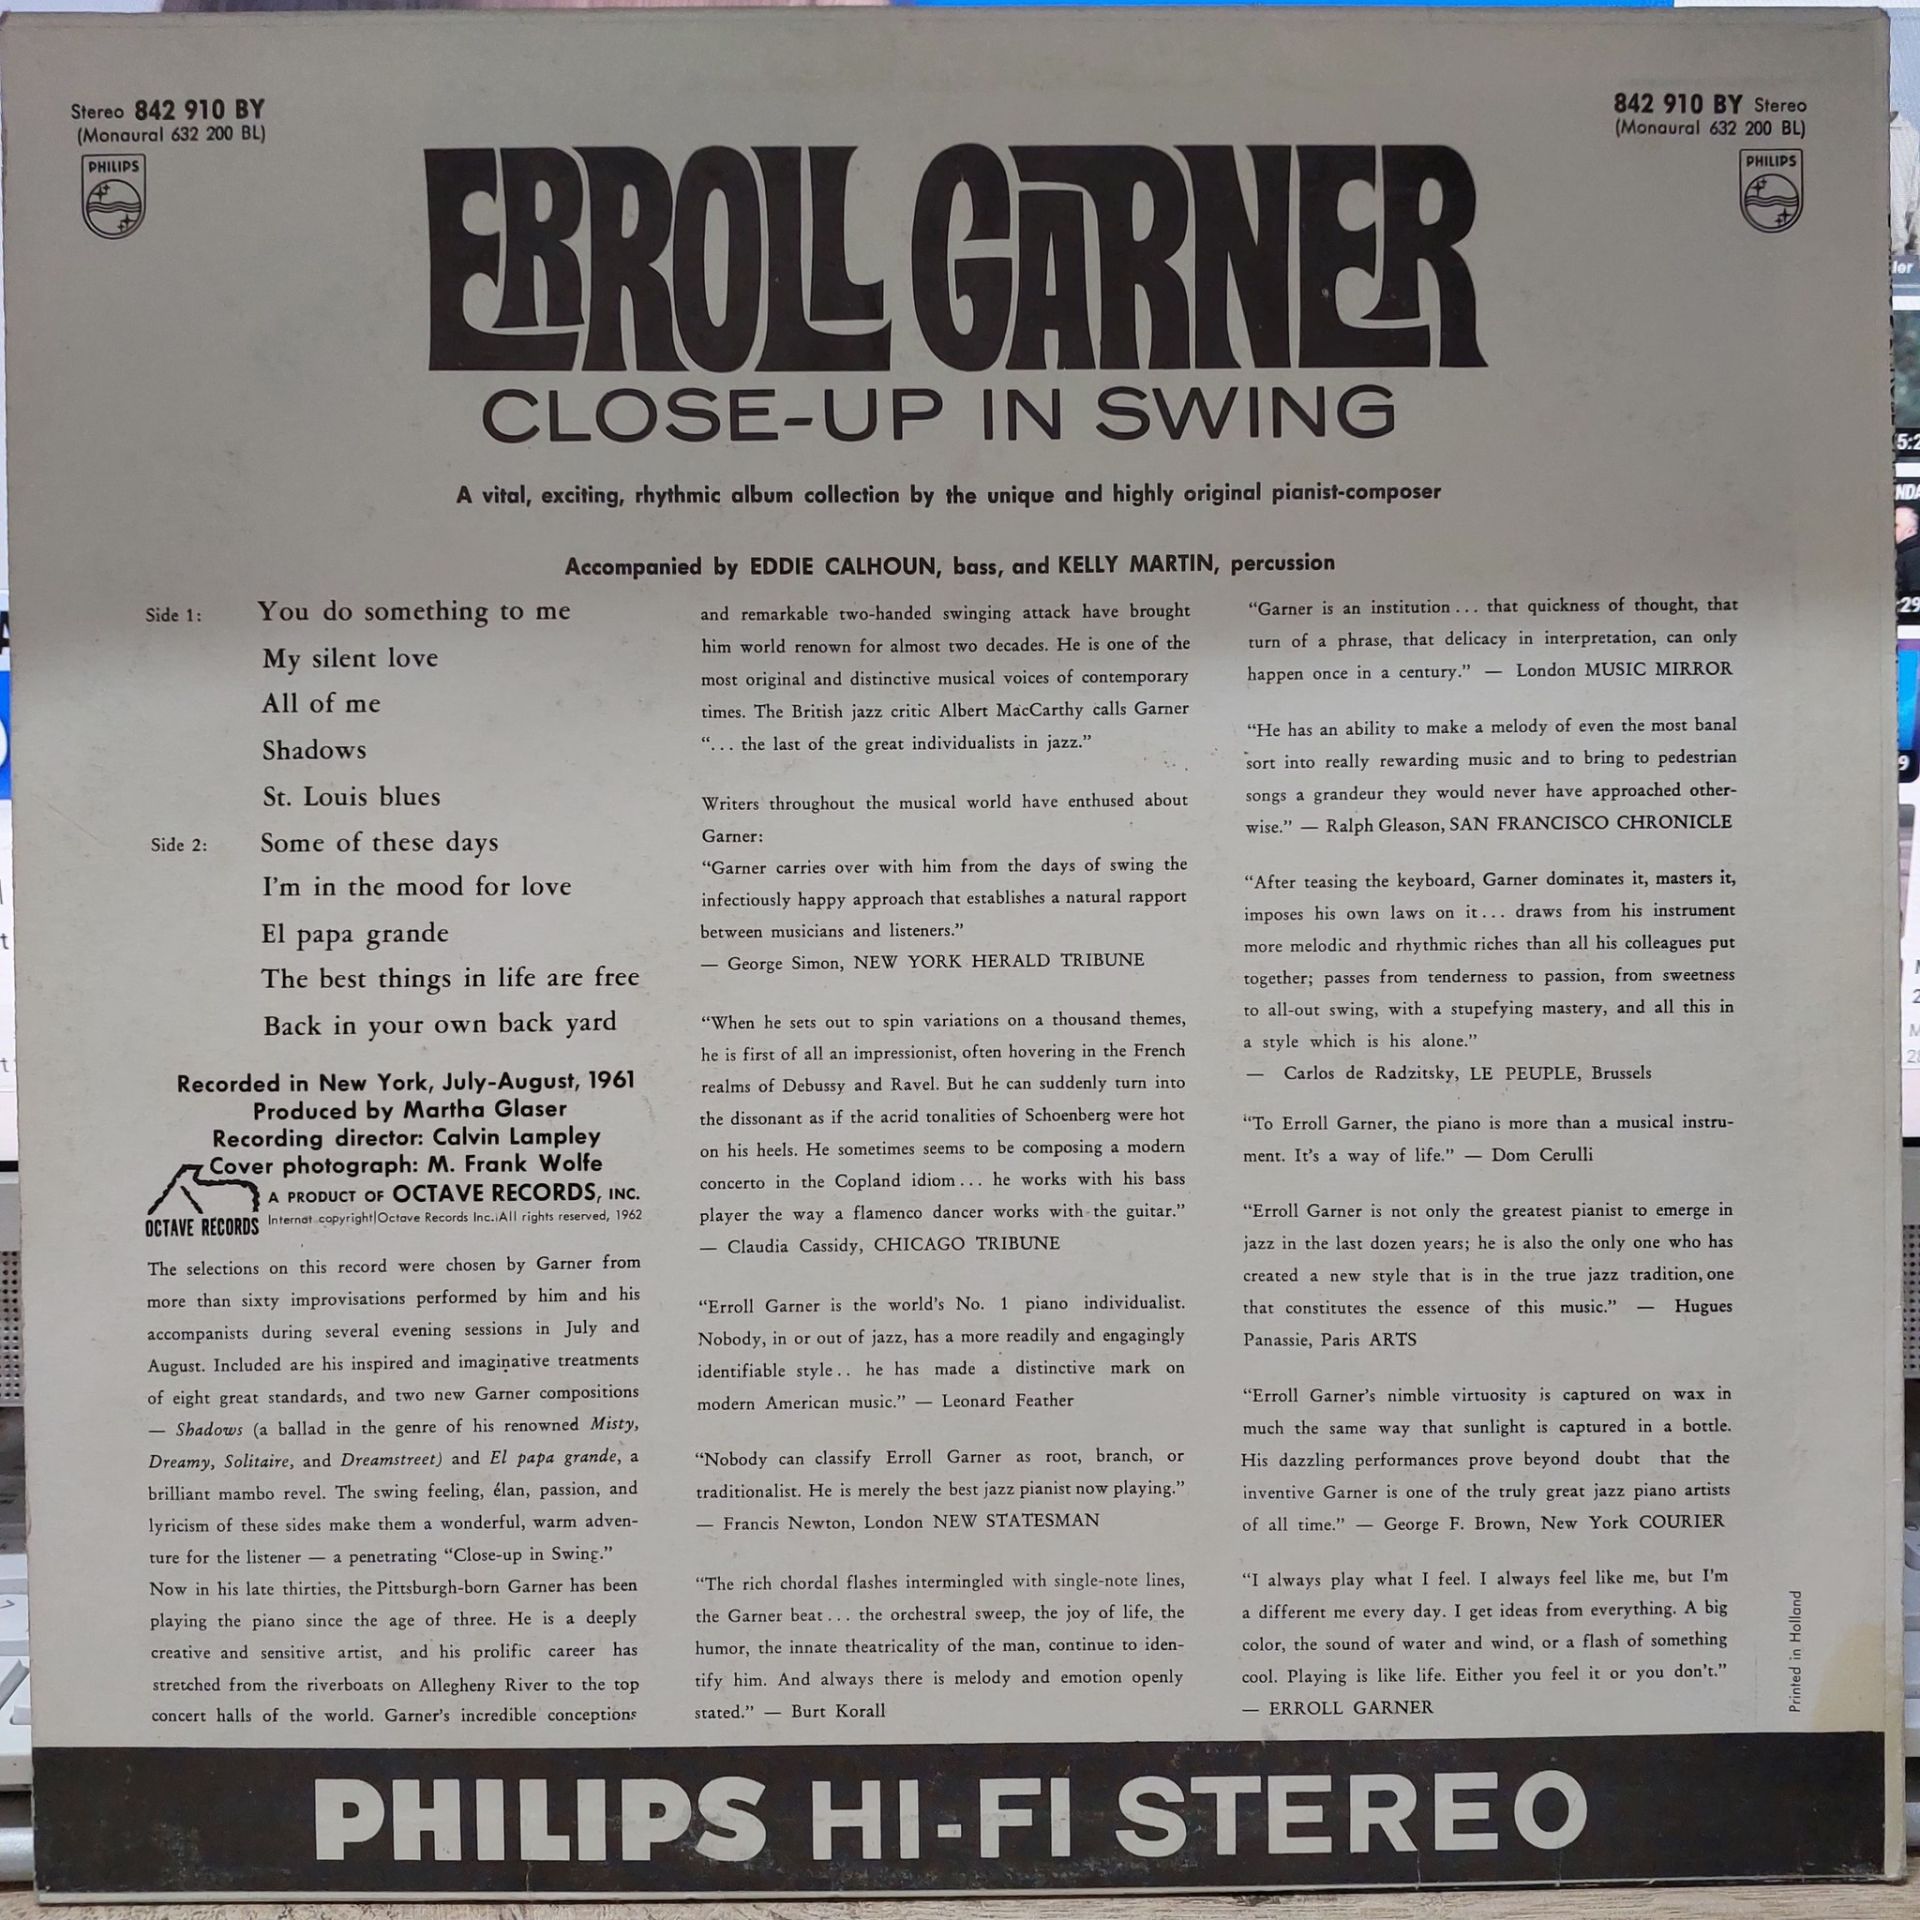 Stereo 842 910 BY
(Monaural 632 200 BL)
PHILIPS
842 910 BY Stereo
(Monaural 632 200 BL)
PHILIPS
ERROLL GARNER
CLOSE-UP IN SWING
A vital, exciting, rhythmic album collection by the unique and highly original pianist-composer
Accompanied by EDDIE CALHOUN, bass, and KELLY MARTIN, percussion
Side 1: You do something to me
My silent love
All of me
Shadows
St. Louis blues
Side 2: Some of these days
I'm in the mood for love
El papa grande
The best things in life are free
Back in your own back yard
Recorded in New York, July-August, 1961
Produced by Martha Glaser
Recording director: Calvin Lampley
Cover photograph: M. Frank Wolfe
A PRODUCT OF OCTAVE RECORDS, INC.
OCTAVE RECORDS
Internat copyright|Octave Records Inc.|All rights reserved, 1962
The selections on this record were chosen by Garner from
more than sixty improvisations performed by him and his
accompanists during several evening sessions in July and
August. Included are his inspired and imaginative treatments
of eight great standards, and two new Garner compositions
— Shadows (a ballad in the genre of his renowned Misty,
Dreamy, Solitaire, and Dreamstreet) and El papa grande, a
brilliant mambo revel. The swing feeling, élan, passion, and
lyricism of these sides make them a wonderful, warm adven-
ture for the listener — a penetrating “Close-up in Swing.”
Now in his late thirties, the Pittsburgh-born Garner has been
playing the piano since the age of three. He is a deeply
creative and sensitive artist, and his prolific career has
stretched from the riverboats on Allegheny River to the top
concert halls of the world. Garner's incredible conceptions
and remarkable two-handed swinging attack have brought
him world renown for almost two decades. He is one of the
most original and distinctive musical voices of contemporary
times. The British jazz critic Albert MacCarthy calls Garner
“... the last of the great individualists in jazz.”
Writers throughout the musical world have enthused about
Garner:
“Garner carries over with him from the days of swing the
infectiously happy approach that establishes a natural rapport
between musicians and listeners.”
— George Simon, NEW YORK HERALD TRIBUNE
“When he sets out to spin variations on a thousand themes,
he is first of all an impressionist, often hovering in the French
realms of Debussy and Ravel. But he can suddenly turn into
the dissonant as if the acrid tonalities of Schoenberg were hot
on his heels. He sometimes seems to be composing a modern
concerto in the Copland idiom... he works with his bass
player the way a flamenco dancer works with the guitar.”
— Claudia Cassidy, CHICAGO TRIBUNE
“Erroll Garner is the world's No. 1 piano individualist.
Nobody, in or out of jazz, has a more readily and engagingly
identifiable style.. he has made a distinctive mark on
modern American music.” — Leonard Feather
“Nobody can classify Erroll Garner as root, branch, or
traditionalist. He is merely the best jazz pianist now playing.”
— Francis Newton, London NEW STATESMAN
“The rich chordal flashes intermingled with single-note lines,
the Garner beat... the orchestral sweep, the joy of life, the
humor, the innate theatricality of the man, continue to iden-
tify him. And always there is melody and emotion openly
stated.” — Burt Korall
“Garner is an institution... that quickness of thought, that
turn of a phrase, that delicacy in interpretation, can only
happen once in a century.” — London MUSIC MIRROR
“He has an ability to make a melody of even the most banal
sort into really rewarding music and to bring to pedestrian
songs a grandeur they would never have approached other-
wise.” — Ralph Gleason, SAN FRANCISCO CHRONICLE
“After teasing the keyboard, Garner dominates it, masters it,
imposes his own laws on it... draws from his instrument
more melodic and rhythmic riches than all his colleagues put
together; passes from tenderness to passion, from sweetness
to all-out swing, with a stupefying mastery, and all this in
a style which is his alone.”
— Carlos de Radzitsky, LE PEUPLE, Brussels
“To Erroll Garner, the piano is more than a musical instru-
ment. It's a way of life.” — Dom Cerulli
“Erroll Garner is not only the greatest pianist to emerge in
jazz in the last dozen years; he is also the only one who has
created a new style that is in the true jazz tradition, one
that constitutes the essence of this music.” — Hugues
Panassie, Paris ARTS
“Erroll Garner's nimble virtuosity is captured on wax in
much the same way that sunlight is captured in a bottle.
His dazzling performances prove beyond doubt that the
inventive Garner is one of the truly great jazz piano artists
of all time.” — George F. Brown, New York COURIER
“I always play what I feel. I always feel like me, but I'm
a different me every day. I get ideas from everything. A big
color, the sound of water and wind, or a flash of something
cool. Playing is like life. Either you feel it or you don't.”
— ERROLL GARNER
Printed in Holland
PHILIPS HI-FI STEREO